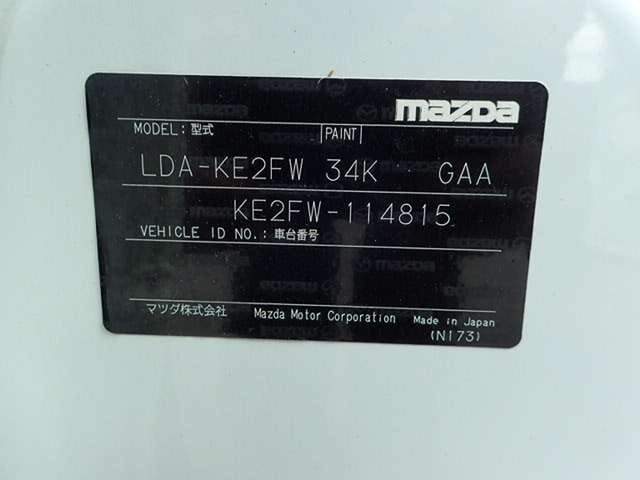 mazda
MODEL:型式 PAINT
LDA-KE2FW 34K GAA
KE2FW-114815
VEHICLE ID NO.:車台番号
マツダ株式会社 Mazda Motor Corporation Made in Japan
(N173)